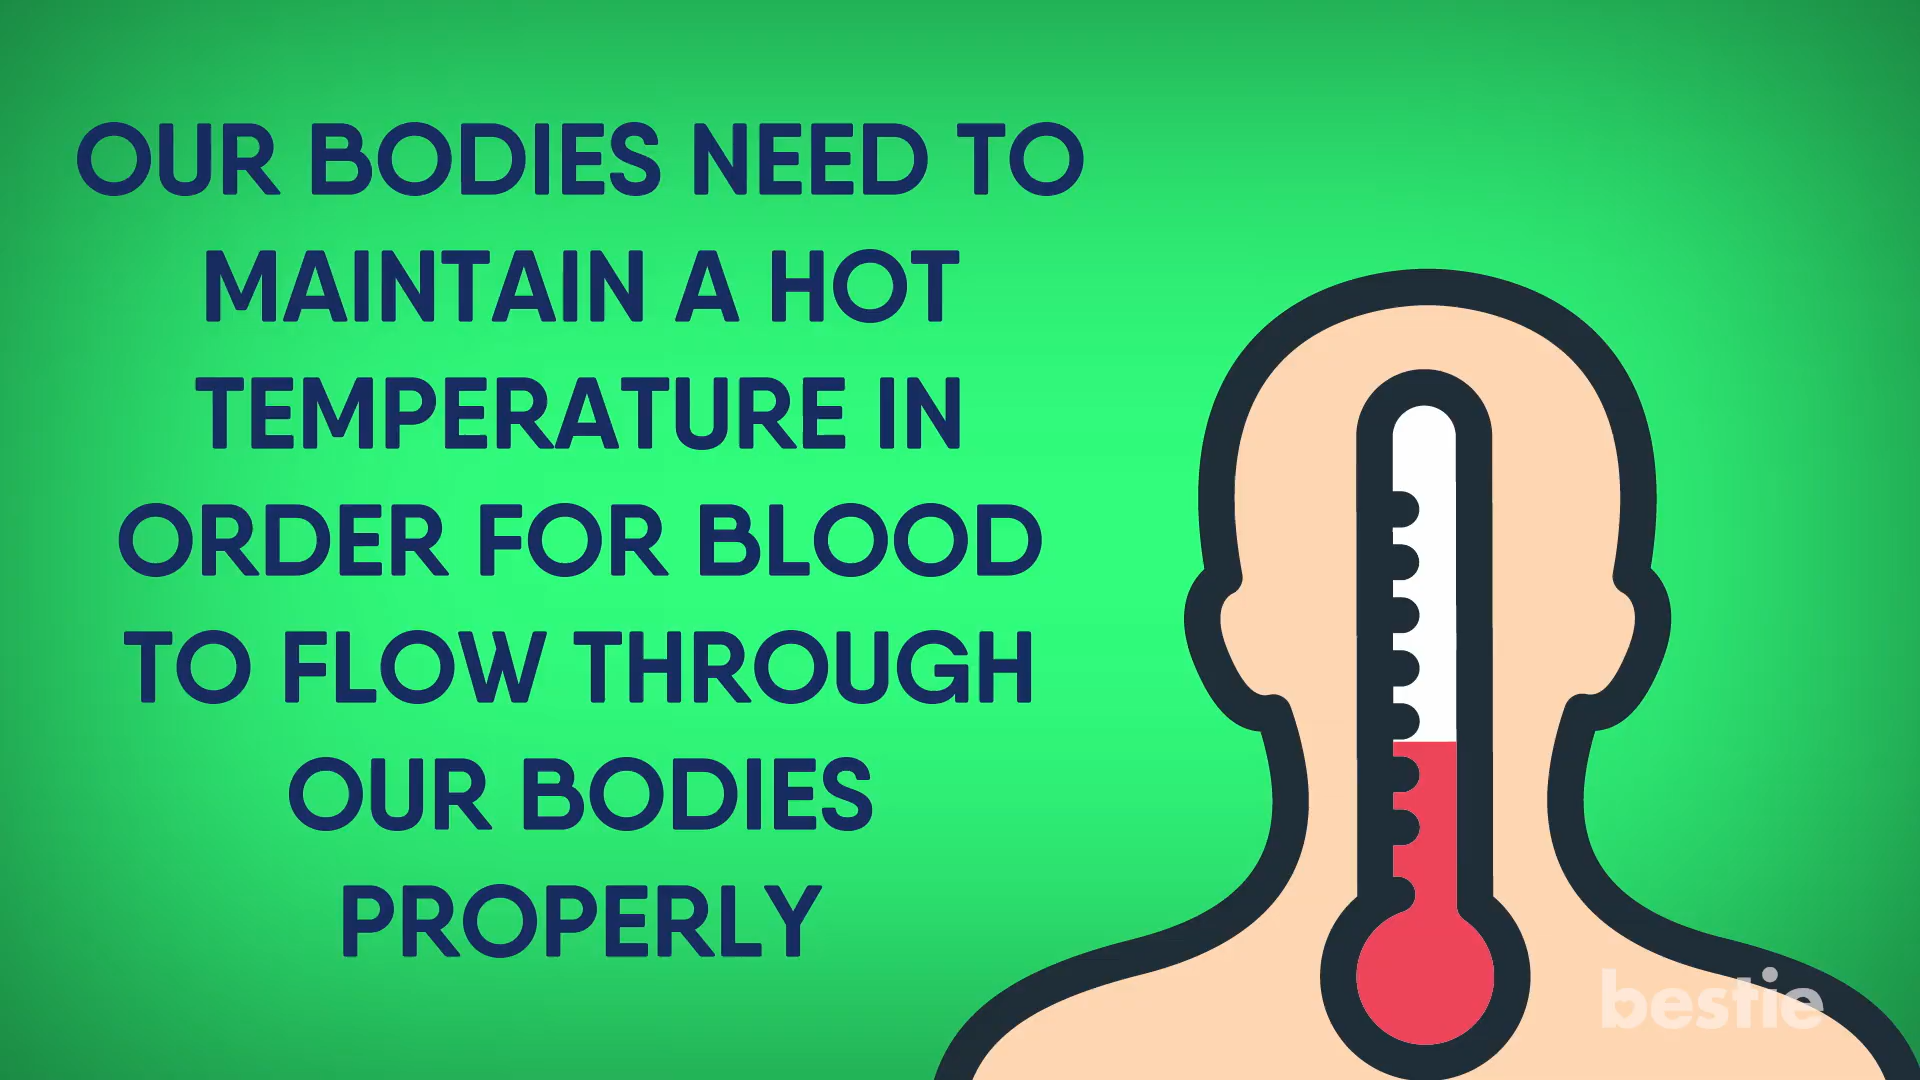 OUR BODIES NEED TO
MAINTAIN A HOT
TEMPERATURE IN
ORDER FOR BLOOD
TO FLOW THROUGH
OUR BODIES
PROPERLY
bestie